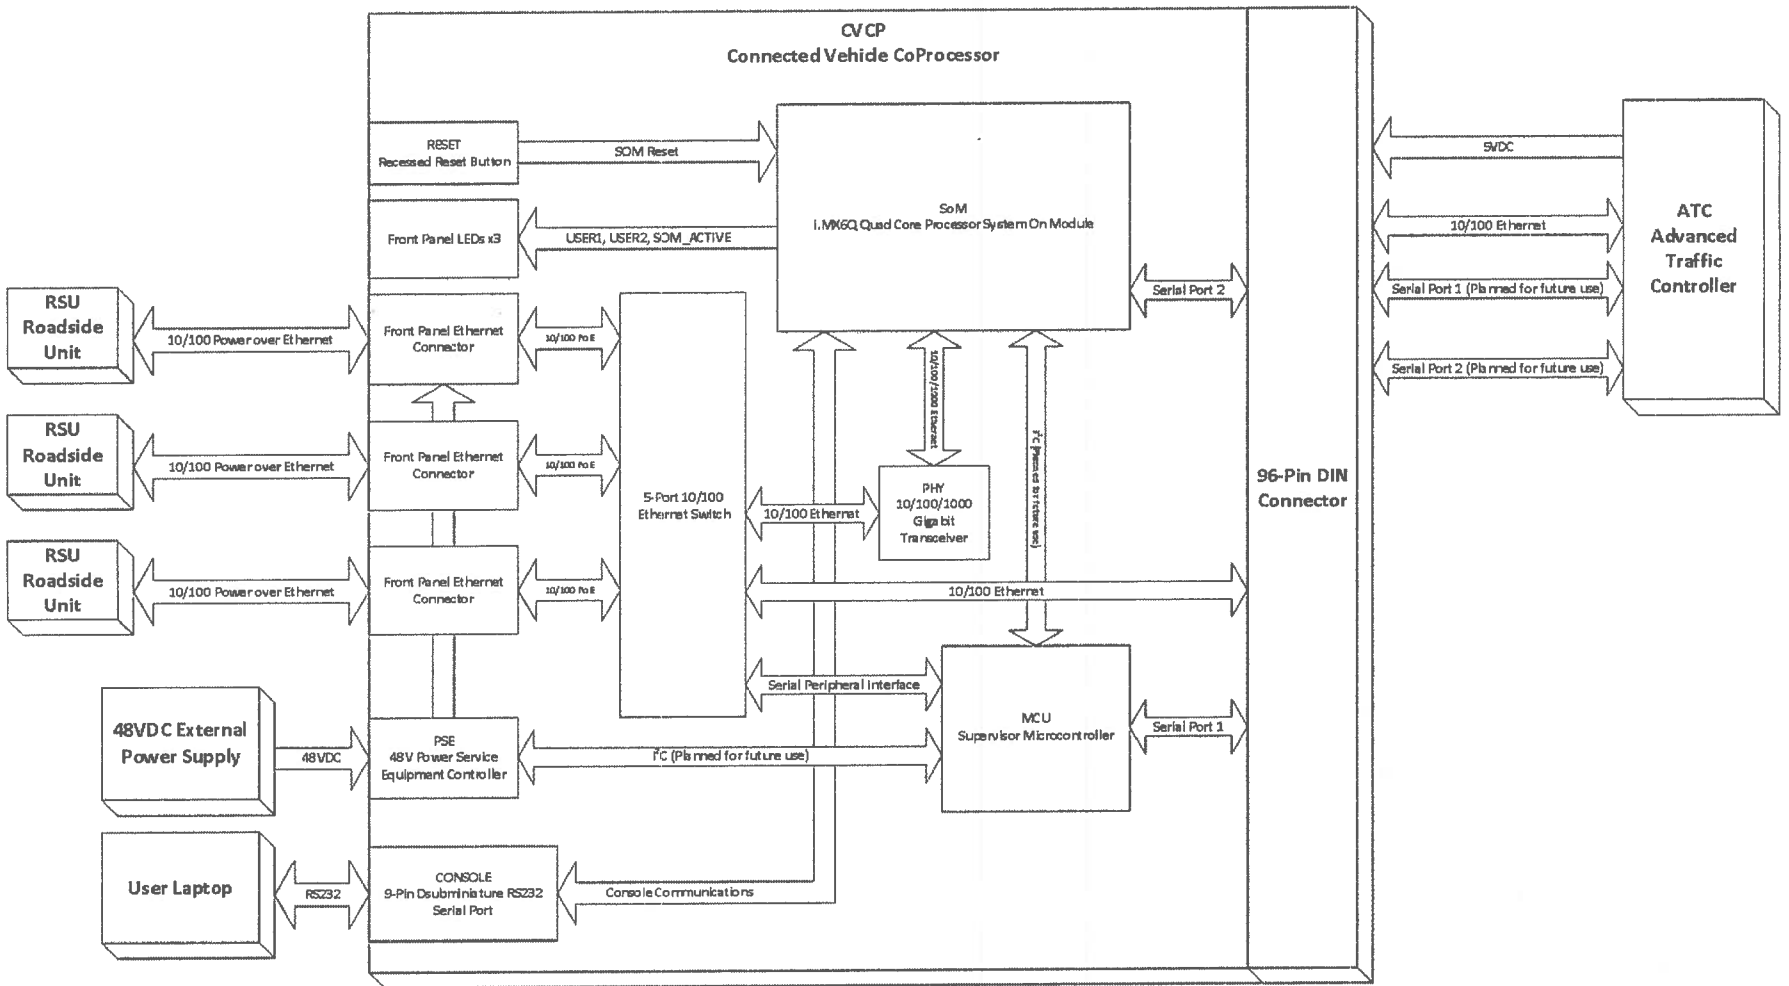 CVCP
Connected Vehicle CoProcessor
RESET
Recessed Reset Button
SOM Reset
SoM
i.MX6Q Quad Core Processor System On Module
Front Panel LEDs x3
USER1, USER2, SOM_ACTIVE
5VDC
10/100 Ethernet
Serial Port 1 (Planned for future use)
Serial Port 2 (Planned for future use)
ATC
Advanced
Traffic
Controller
Serial Port 2
RSU
Roadside
Unit
10/100 Power over Ethernet
Front Panel Ethernet
Connector
10/100 PoE
RSU
Roadside
Unit
10/100 Power over Ethernet
Front Panel Ethernet
Connector
10/100 PoE
RSU
Roadside
Unit
10/100 Power over Ethernet
Front Panel Ethernet
Connector
10/100 PoE
5-Port 10/100
Ethernet Switch
10/100/1000 Ethernet
I²C (Planned for future use)
10/100 Ethernet
PHY
10/100/1000
Gigabit
Transceiver
10/100 Ethernet
96-Pin DIN
Connector
Serial Peripheral Interface
MCU
Supervisor Microcontroller
Serial Port 1
48VDC External
Power Supply
48VDC
PSE
48V Power Service
Equipment Controller
I²C (Planned for future use)
User Laptop
RS232
CONSOLE
9-Pin Dsubminiature RS232
Serial Port
Console Communications